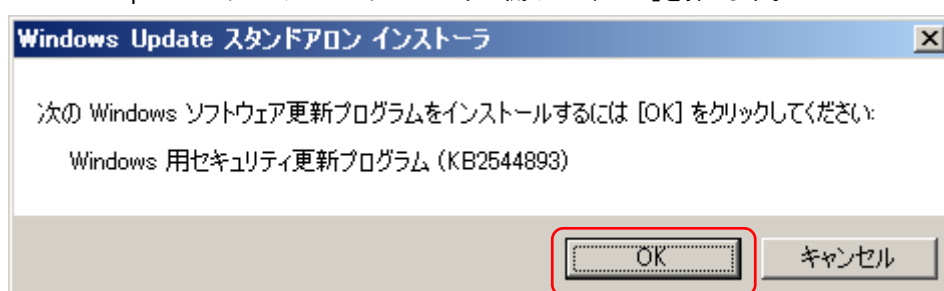 Windows Update スタンドアロン インストーラ
次の Windows ソフトウェア更新プログラムをインストールするには [OK] をクリックしてください:
Windows 用セキュリティ更新プログラム (KB2544893)
OK キャンセル